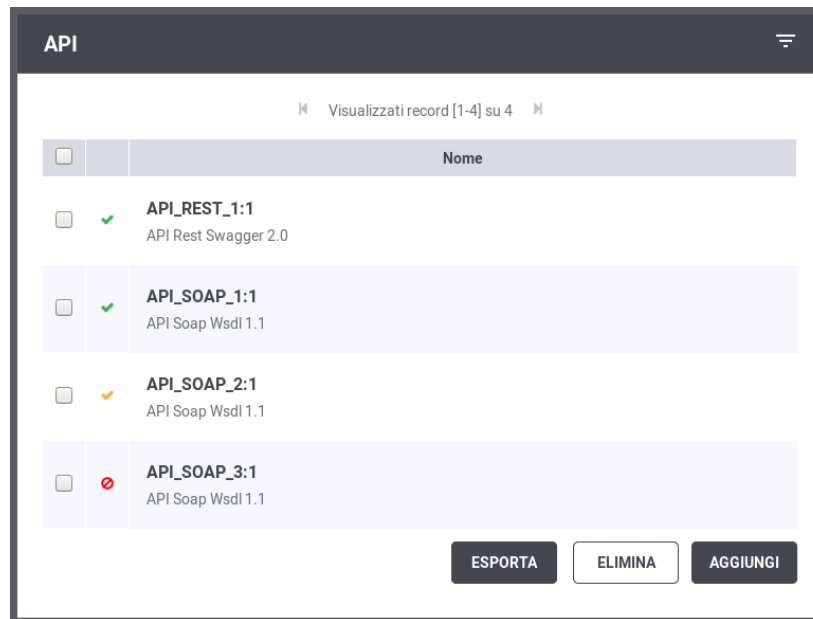 API
Visualizzati record [1-4] su 4
Nome
API_REST_1:1
API Rest Swagger 2.0
API_SOAP_1:1
API Soap Wsdl 1.1
API_SOAP_2:1
API Soap Wsdl 1.1
API_SOAP_3:1
API Soap Wsdl 1.1
ESPORTA ELIMINA AGGIUNGI